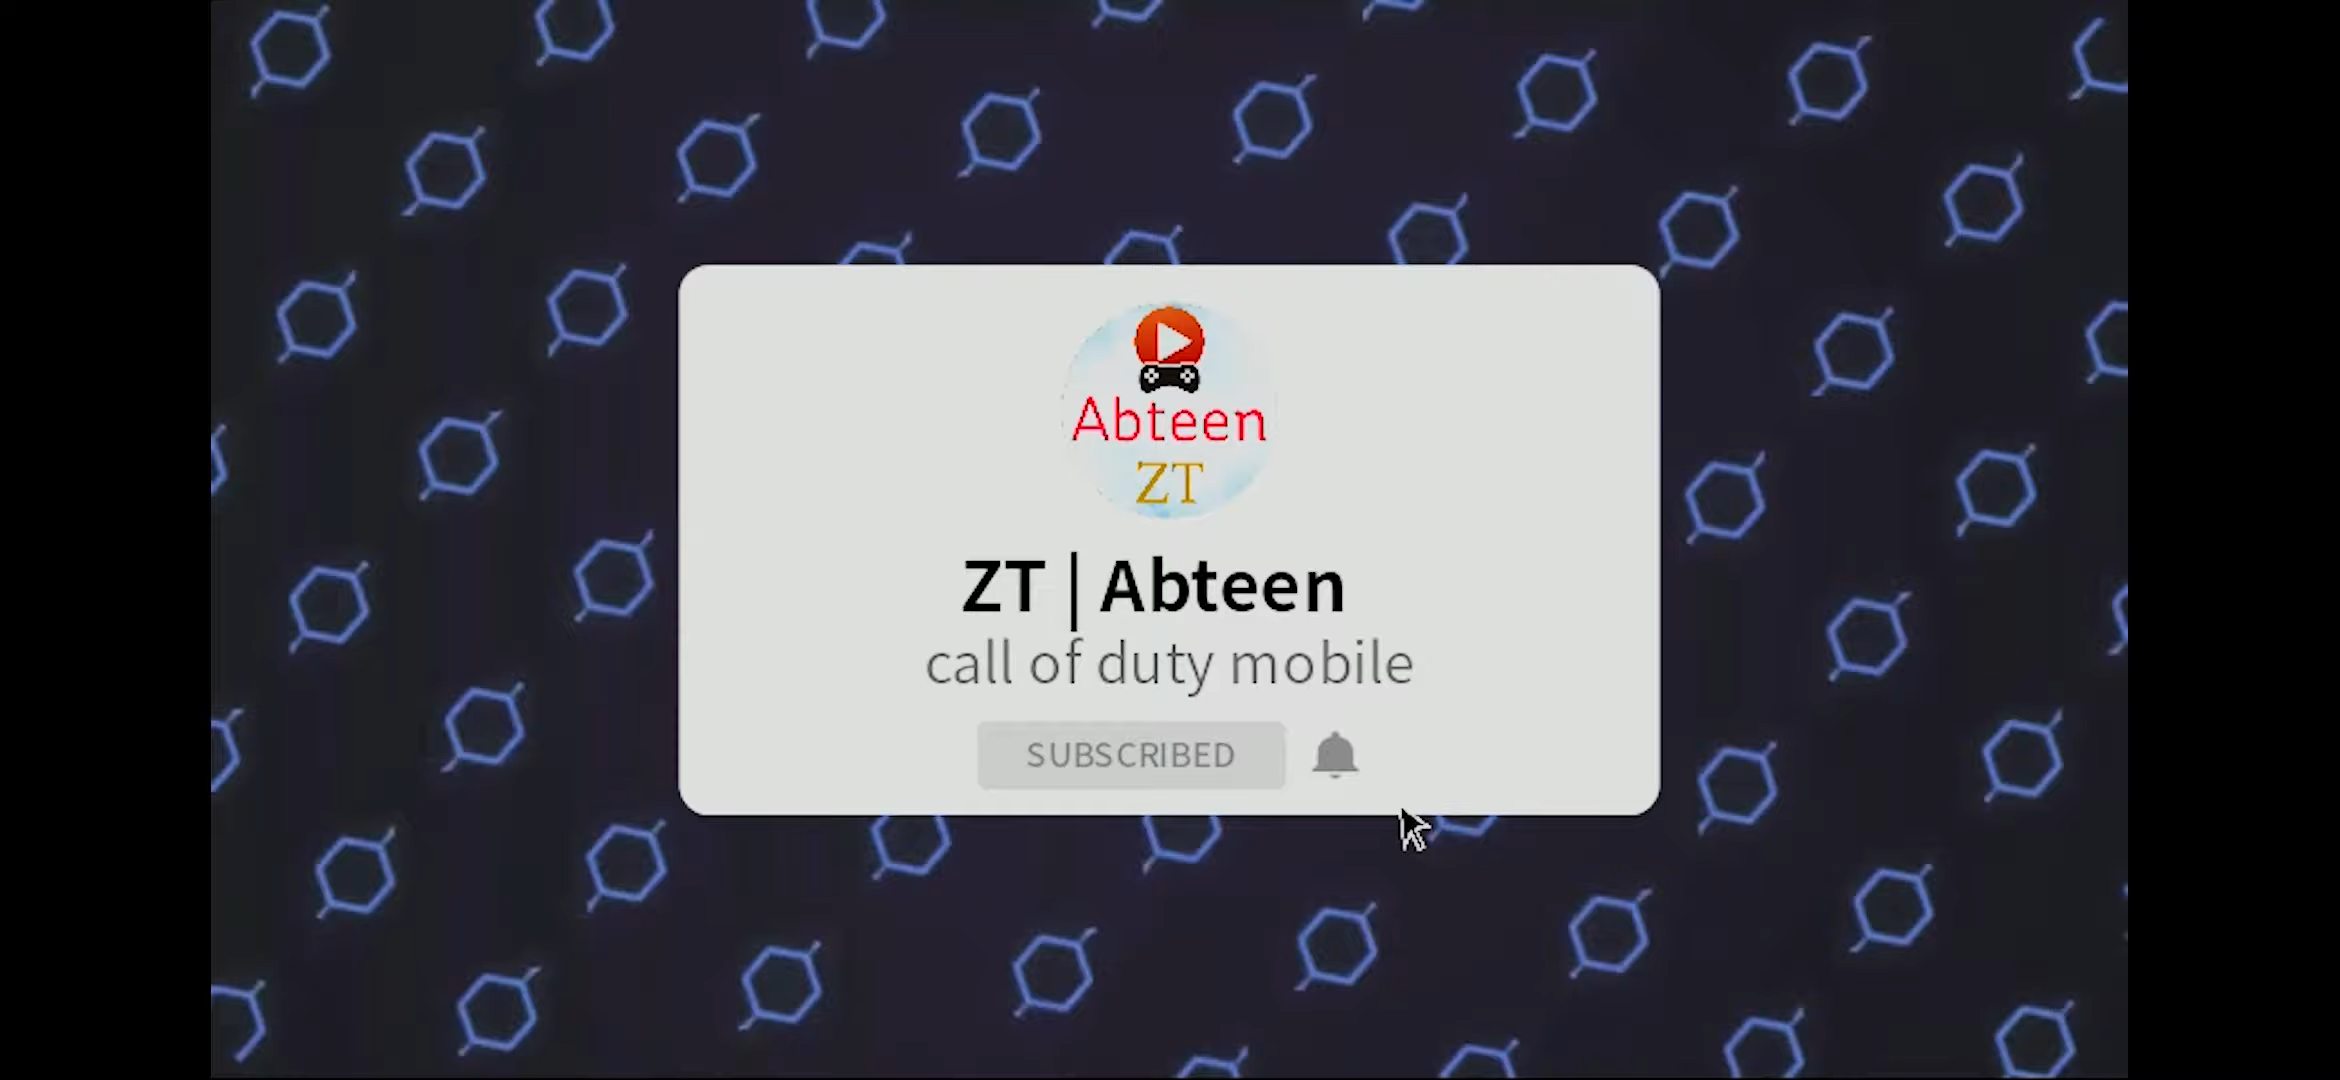 Abteen
ZT
ZT | Abteen
call of duty mobile
SUBSCRIBED